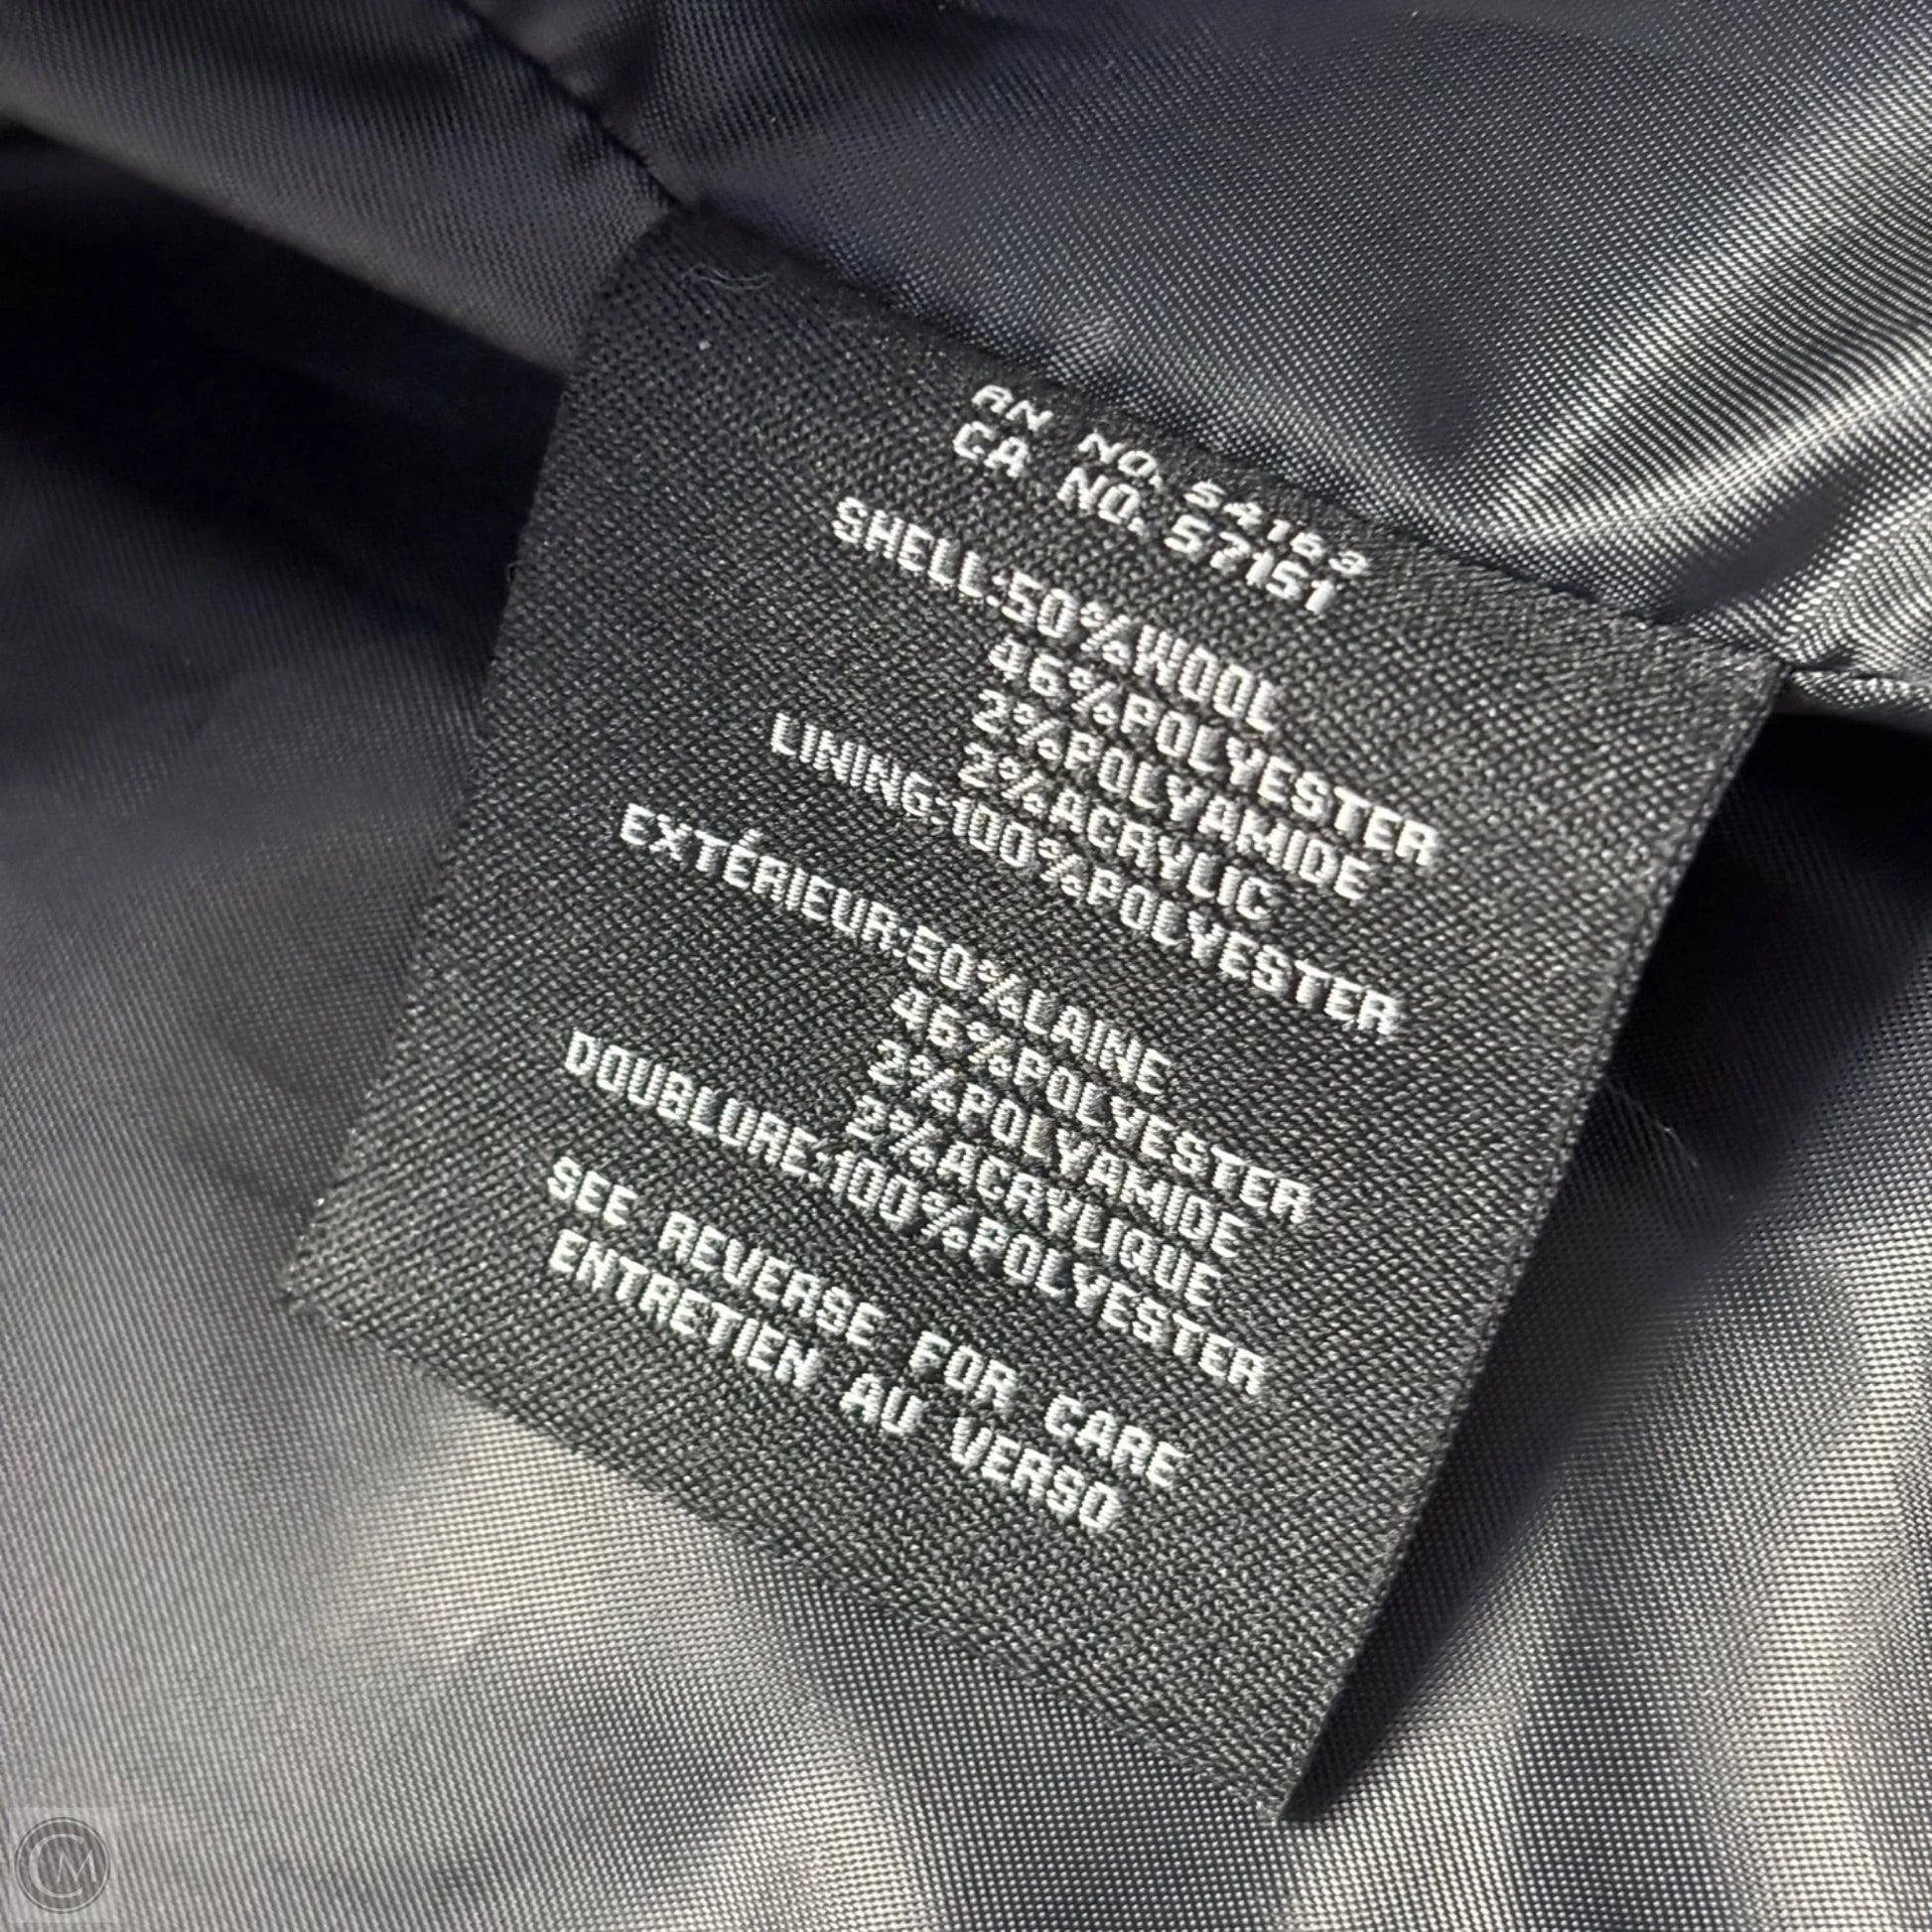 RN NO. 54163
CA NO. 57151
SHELL:50%WOOL
46%POLYESTER
2%POLYAMIDE
2%ACRYLIC
LINING:100%POLYESTER
EXTÉRIEUR:50%LAINE
46%POLYESTER
2%POLYAMIDE
2%ACRYLIQUE
DOUBLURE:100%POLYESTER
SEE REVERSE FOR CARE
ENTRETIEN AU VERSO
CM